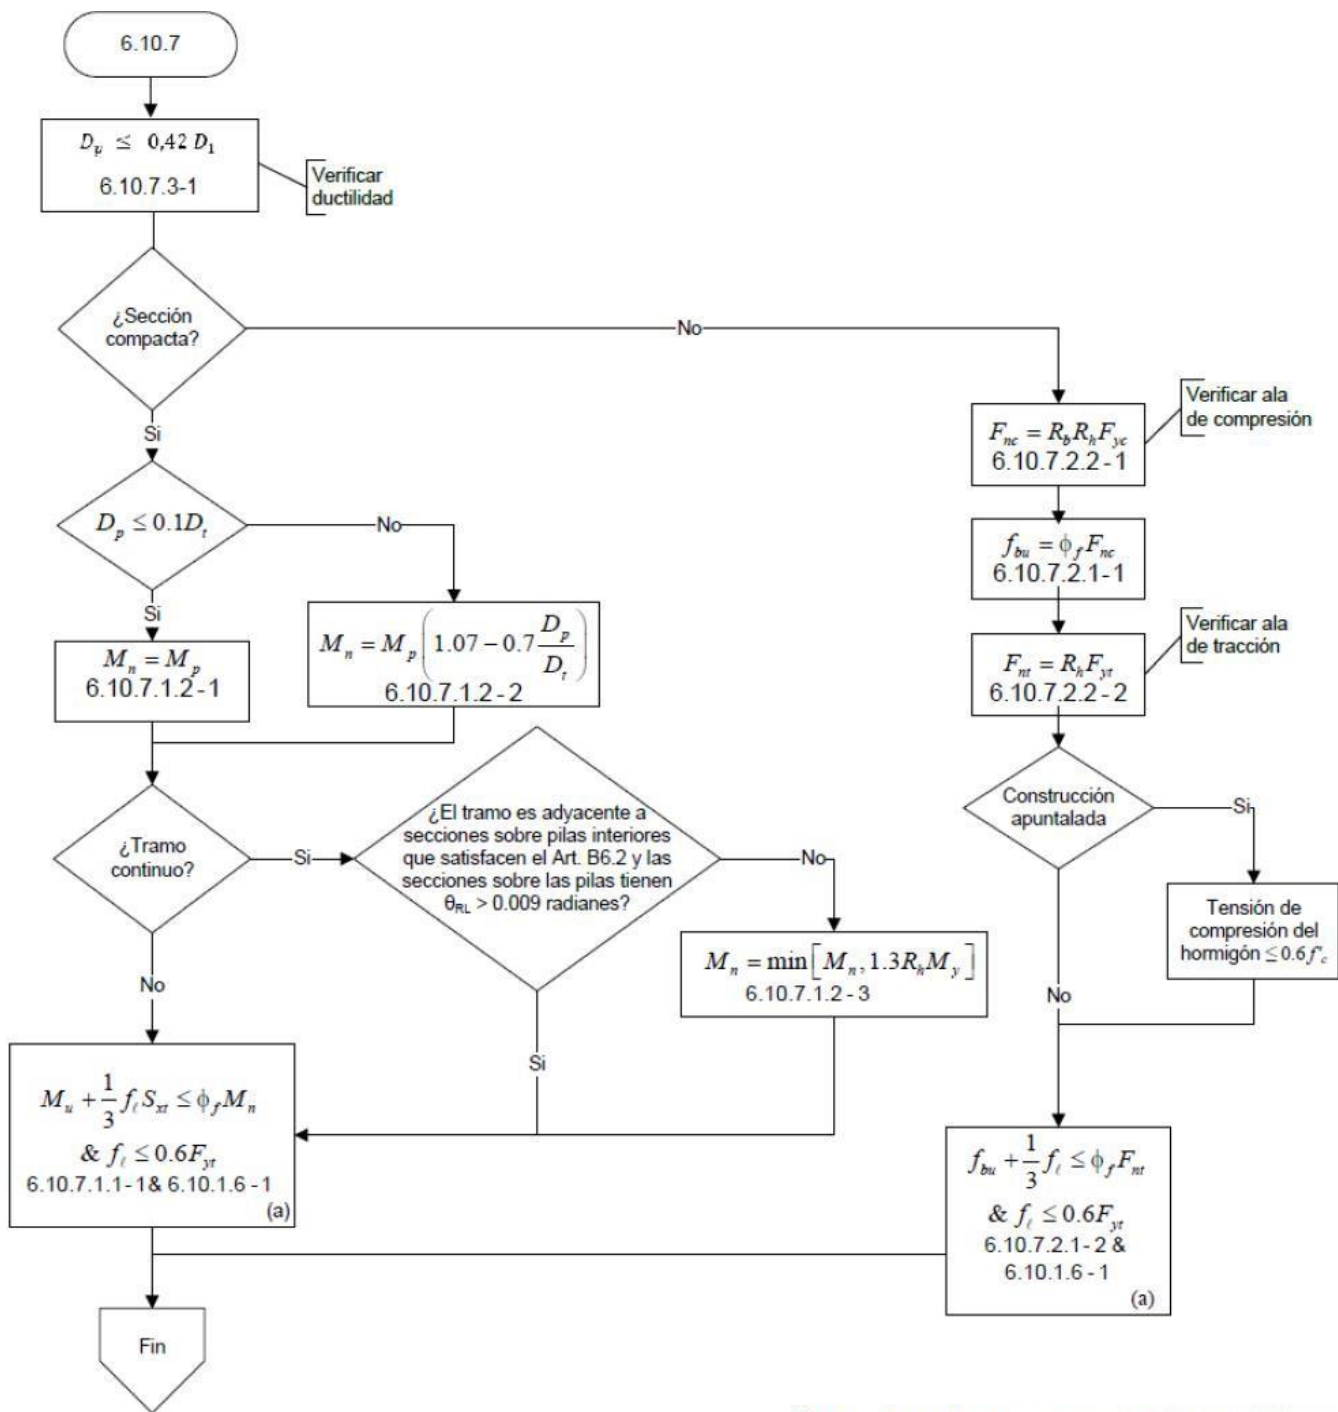 6.10.7
D_p ≤ 0,42 D_t
6.10.7.3-1
Verificar
ductilidad
¿Sección
compacta?
No
Si
D_p ≤ 0.1D_t
No
Si
M_n = M_p
6.10.7.1.2 - 1
M_n = M_p (1.07 − 0.7 D_p / D_t)
6.10.7.1.2 - 2
¿Tramo
continuo?
Si
No
¿El tramo es adyacente a
secciones sobre pilas interiores
que satisfacen el Art. B6.2 y las
secciones sobre las pilas tienen
θ_RL > 0.009 radianes?
No
Si
M_n = min[M_n, 1.3R_h M_y]
6.10.7.1.2 - 3
M_u + 1/3 f_ℓ S_xt ≤ ϕ_f M_n
& f_ℓ ≤ 0.6F_yt
6.10.7.1.1 - 1& 6.10.1.6 - 1
(a)
F_nc = R_b R_h F_yc
6.10.7.2.2 - 1
Verificar ala
de compresión
f_bu = ϕ_f F_nc
6.10.7.2.1- 1
F_nt = R_h F_yt
6.10.7.2.2 - 2
Verificar ala
de tracción
Construcción
apuntalada
Si
No
Tensión de
compresión del
hormigón ≤ 0.6 f'_c
f_bu + 1/3 f_ℓ ≤ ϕ_f F_nt
& f_ℓ ≤ 0.6F_yt
6.10.7.2.1- 2 &
6.10.1.6 - 1
(a)
Fin